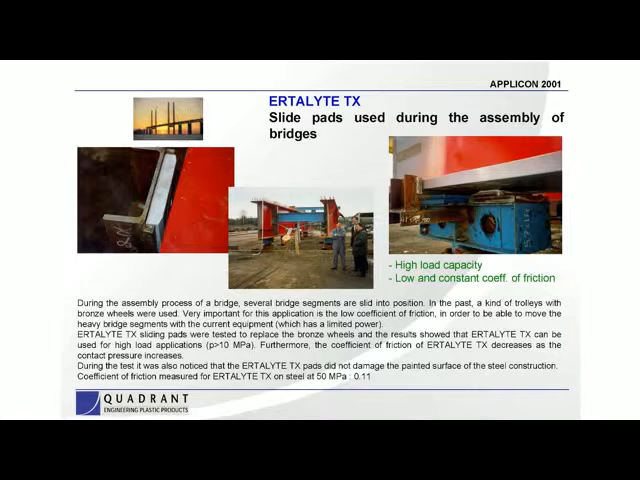 APPLICON 2001
ERTALYTE TX
Slide pads used during the assembly of
bridges
- High load capacity
- Low and constant coeff. of friction
During the assembly process of a bridge, several bridge segments are slid into position. In the past, a kind of trolleys with
bronze wheels were used. Very important for this application is the low coefficient of friction, in order to be able to move the
heavy bridge segments with the current equipment (which has a limited power).
ERTALYTE TX sliding pads were tested to replace the bronze wheels and the results showed that ERTALYTE TX can be
used for high load applications (p>10 MPa). Furthermore, the coefficient of friction of ERTALYTE TX decreases as the
contact pressure increases.
During the test it was also noticed that the ERTALYTE TX pads did not damage the painted surface of the steel construction.
Coefficient of friction measured for ERTALYTE TX on steel at 50 MPa : 0.11
QUADRANT
ENGINEERING PLASTIC PRODUCTS